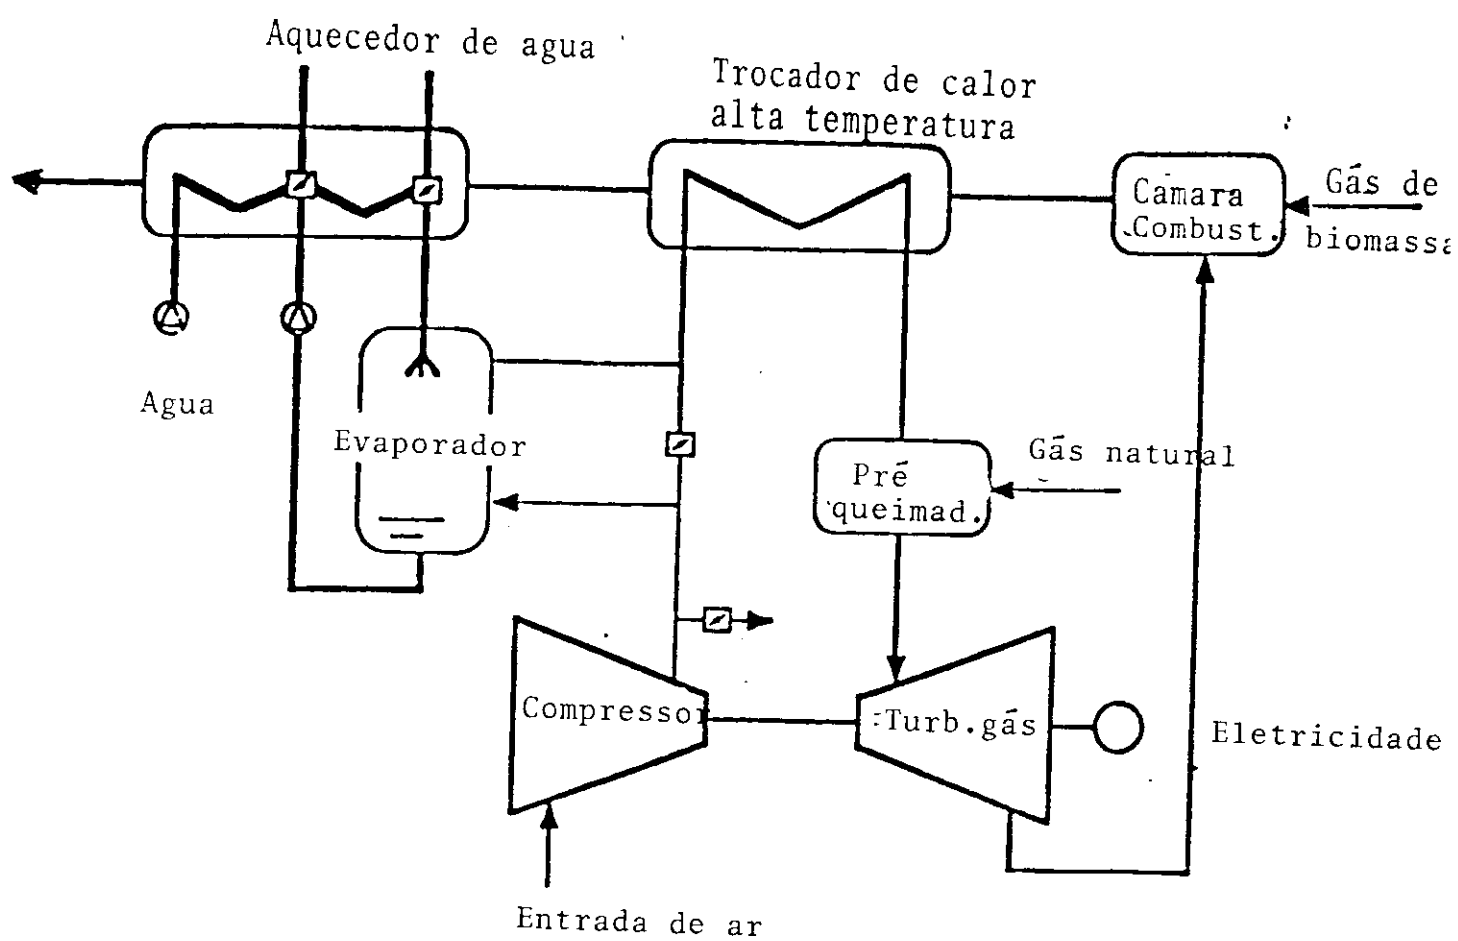 Aquecedor de agua
Trocador de calor
alta temperatura
Câmara
Combust.
Gás de
biomassa
Agua
Evaporador
Gás natural
Pré
queimad.
Compressor
Turb.gás
Eletricidade
Entrada de ar